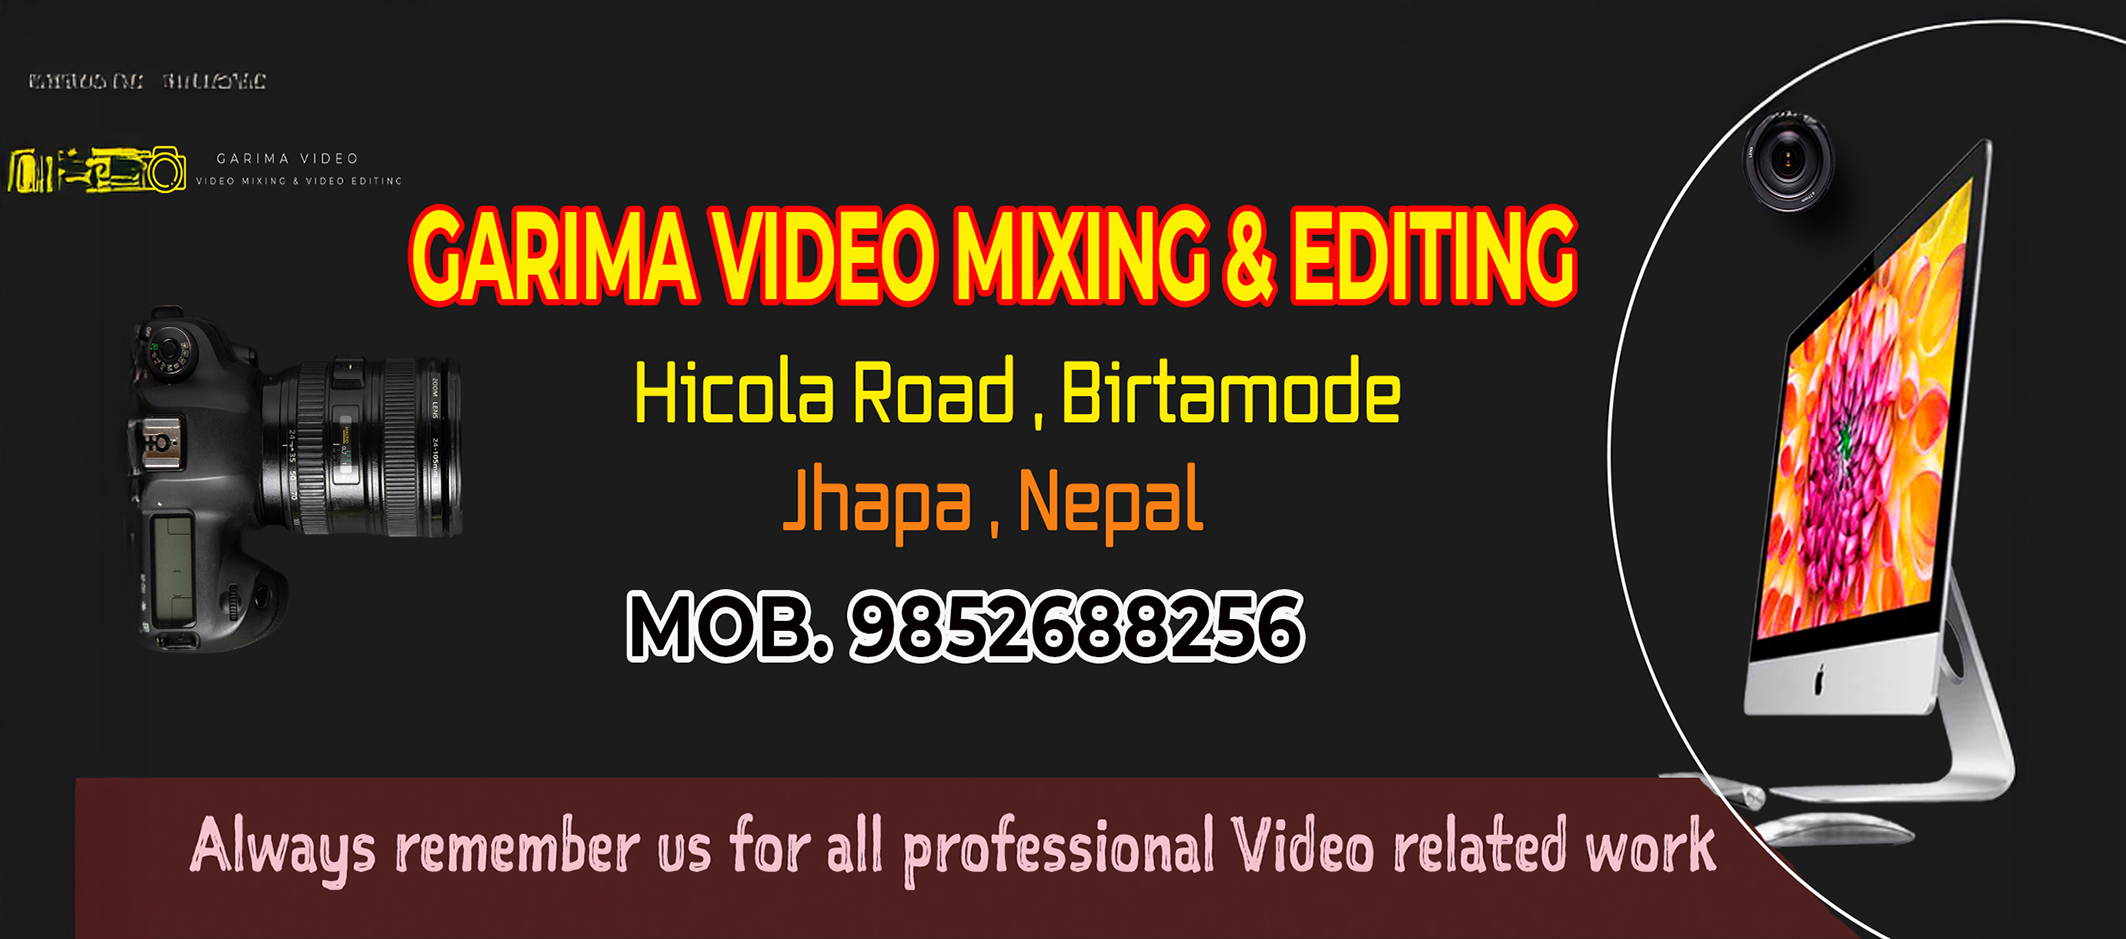 GARIMA VIDEO
VIDEO MIXING & VIDEO EDITING
GARIMA VIDEO MIXING & EDITING
Hicola Road , Birtamode
Jhapa , Nepal
MOB. 9852688256
Always remember us for all professional Video related work